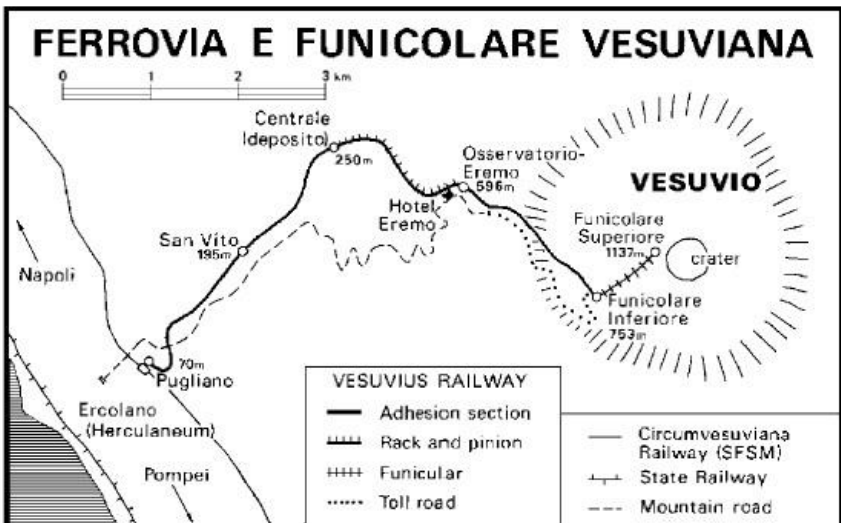 FERROVIA E FUNICOLARE VESUVIANA
0 1 2 3 km
Centrale
(deposito)
250m
Osservatorio-
Eremo
596m
VESUVIO
Hotel
Eremo
Funicolare
Superiore
1137m
crater
San Vito
195m
Napoli
Funicolare
Inferiore
753m
70m
Pugliano
Ercolano
(Herculaneum)
Pompei
VESUVIUS RAILWAY
Adhesion section
Rack and pinion
Funicular
Toll road
Circumvesuviana
Railway (SFSM)
State Railway
Mountain road